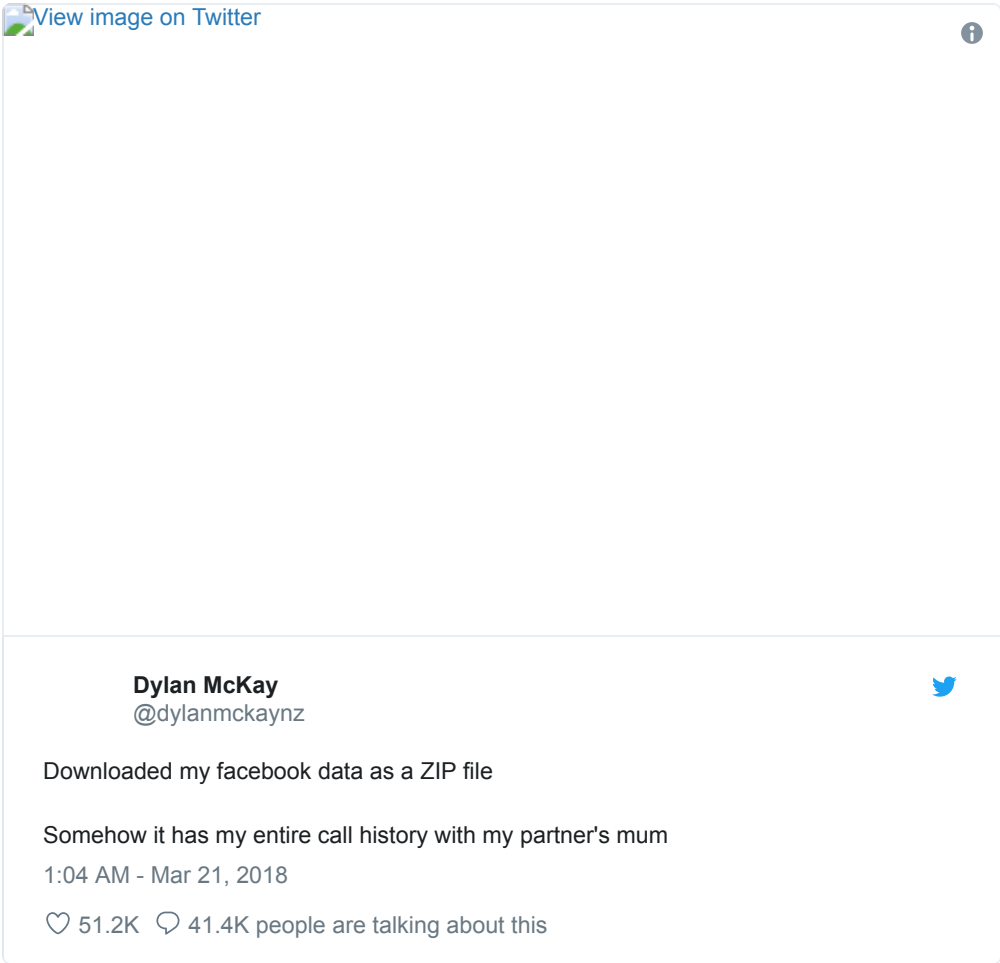 View image on Twitter
Dylan McKay
@dylanmckaynz
Downloaded my facebook data as a ZIP file
Somehow it has my entire call history with my partner's mum
1:04 AM - Mar 21, 2018
51.2K 41.4K people are talking about this